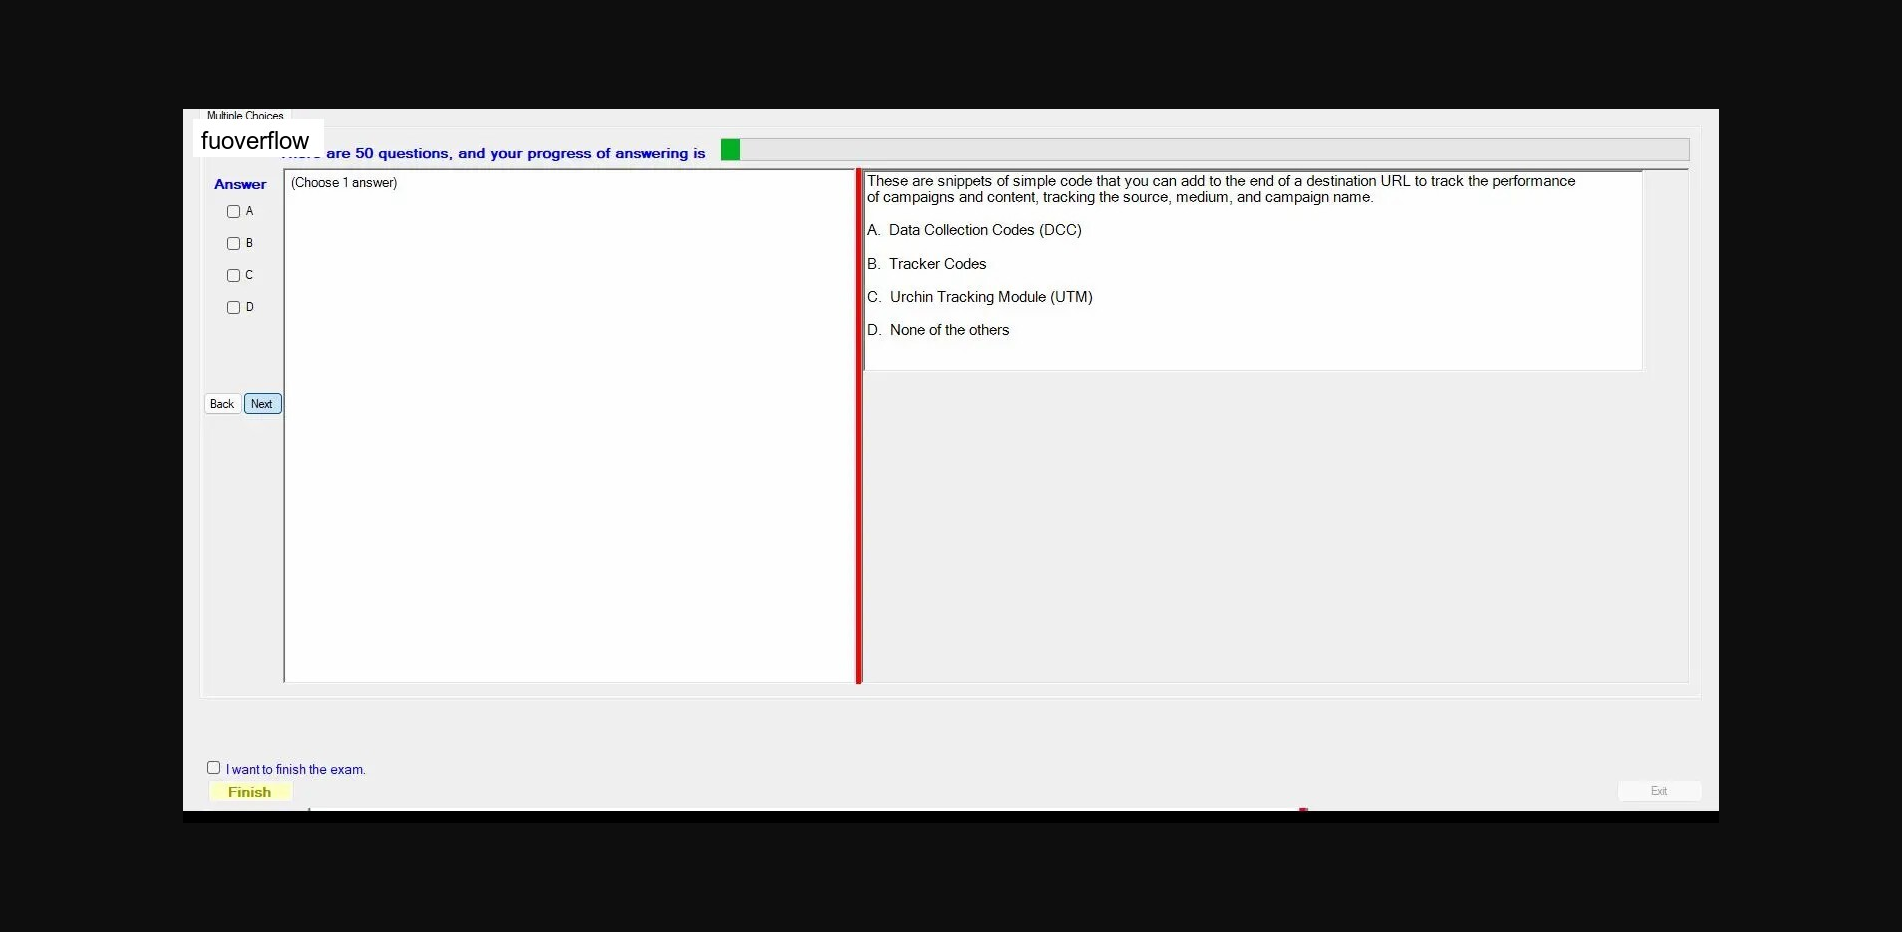 Multiple Choices
fuoverflow
are 50 questions, and your progress of answering is
Answer
(Choose 1 answer)
A
B
C
D
Back Next
These are snippets of simple code that you can add to the end of a destination URL to track the performance
of campaigns and content, tracking the source, medium, and campaign name.
A. Data Collection Codes (DCC)
B. Tracker Codes
C. Urchin Tracking Module (UTM)
D. None of the others
I want to finish the exam.
Finish
Exit